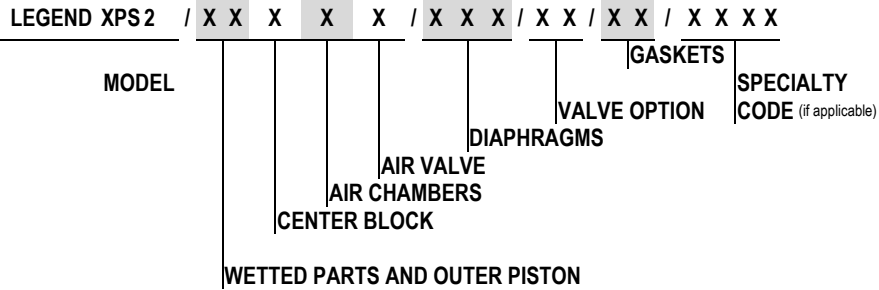 LEGEND XPS 2 / X X X X X / X X X / X X / X X / X X X X
GASKETS
MODEL SPECIALTY
VALVE OPTION CODE (if applicable)
DIAPHRAGMS
AIR VALVE
AIR CHAMBERS
CENTER BLOCK
WETTED PARTS AND OUTER PISTON